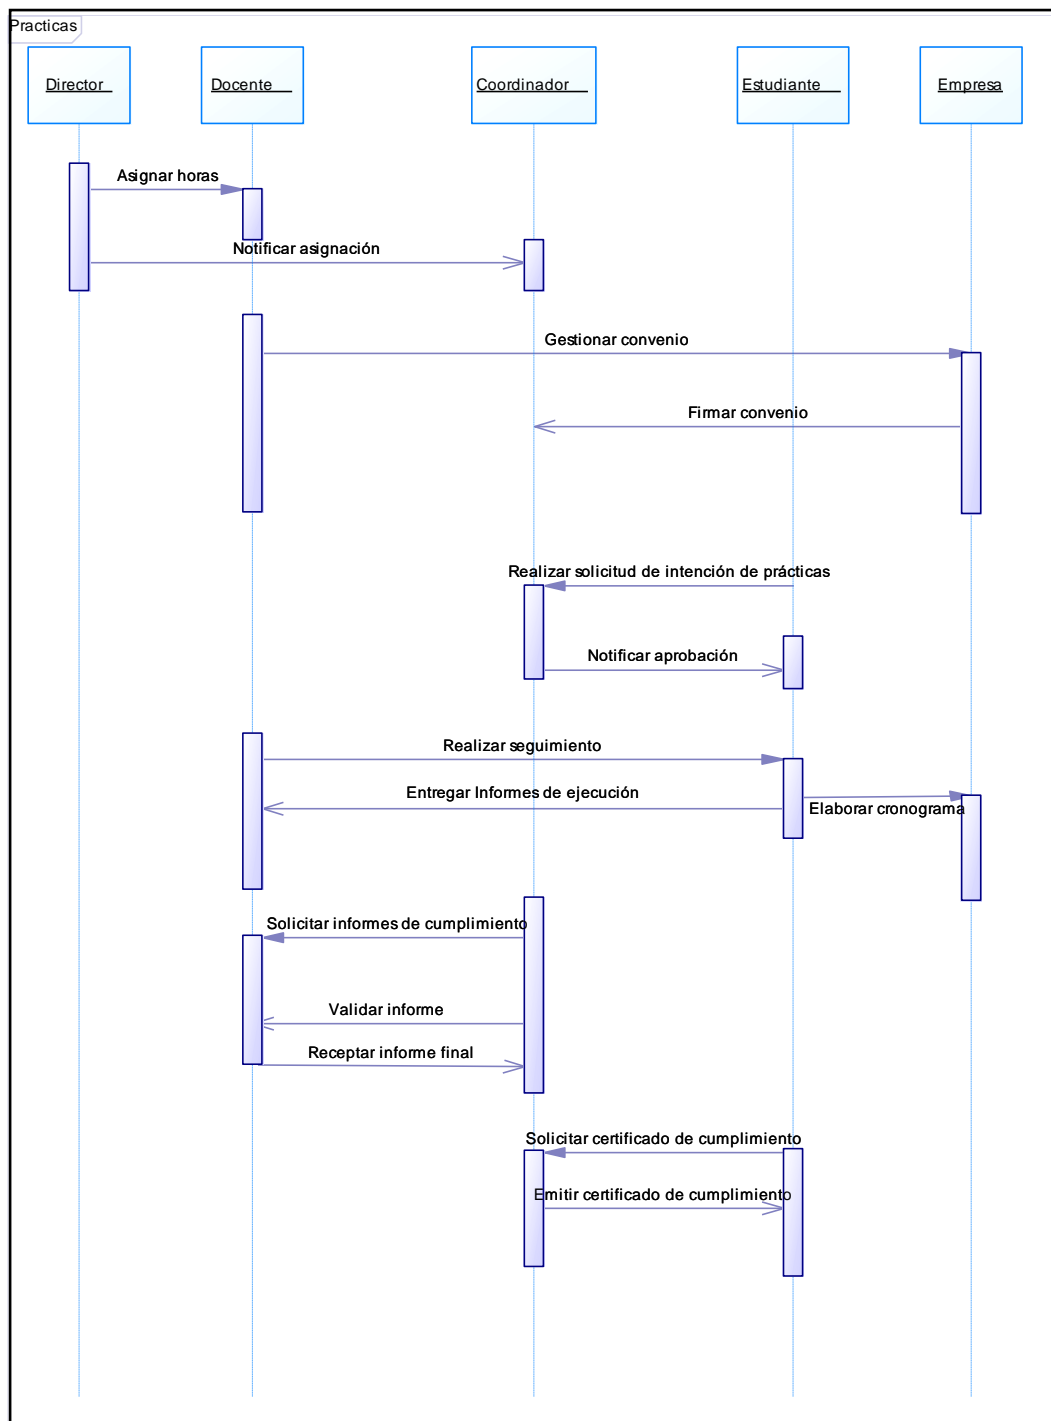 Practicas
Director
Docente
Coordinador
Estudiante
Empresa
Asignar horas
Notificar asignación
Gestionar convenio
Firmar convenio
Realizar solicitud de intención de prácticas
Notificar aprobación
Realizar seguimiento
Entregar Informes de ejecución
Elaborar cronograma
Solicitar informes de cumplimiento
Validar informe
Receptar informe final
Solicitar certificado de cumplimiento
Emitir certificado de cumplimiento